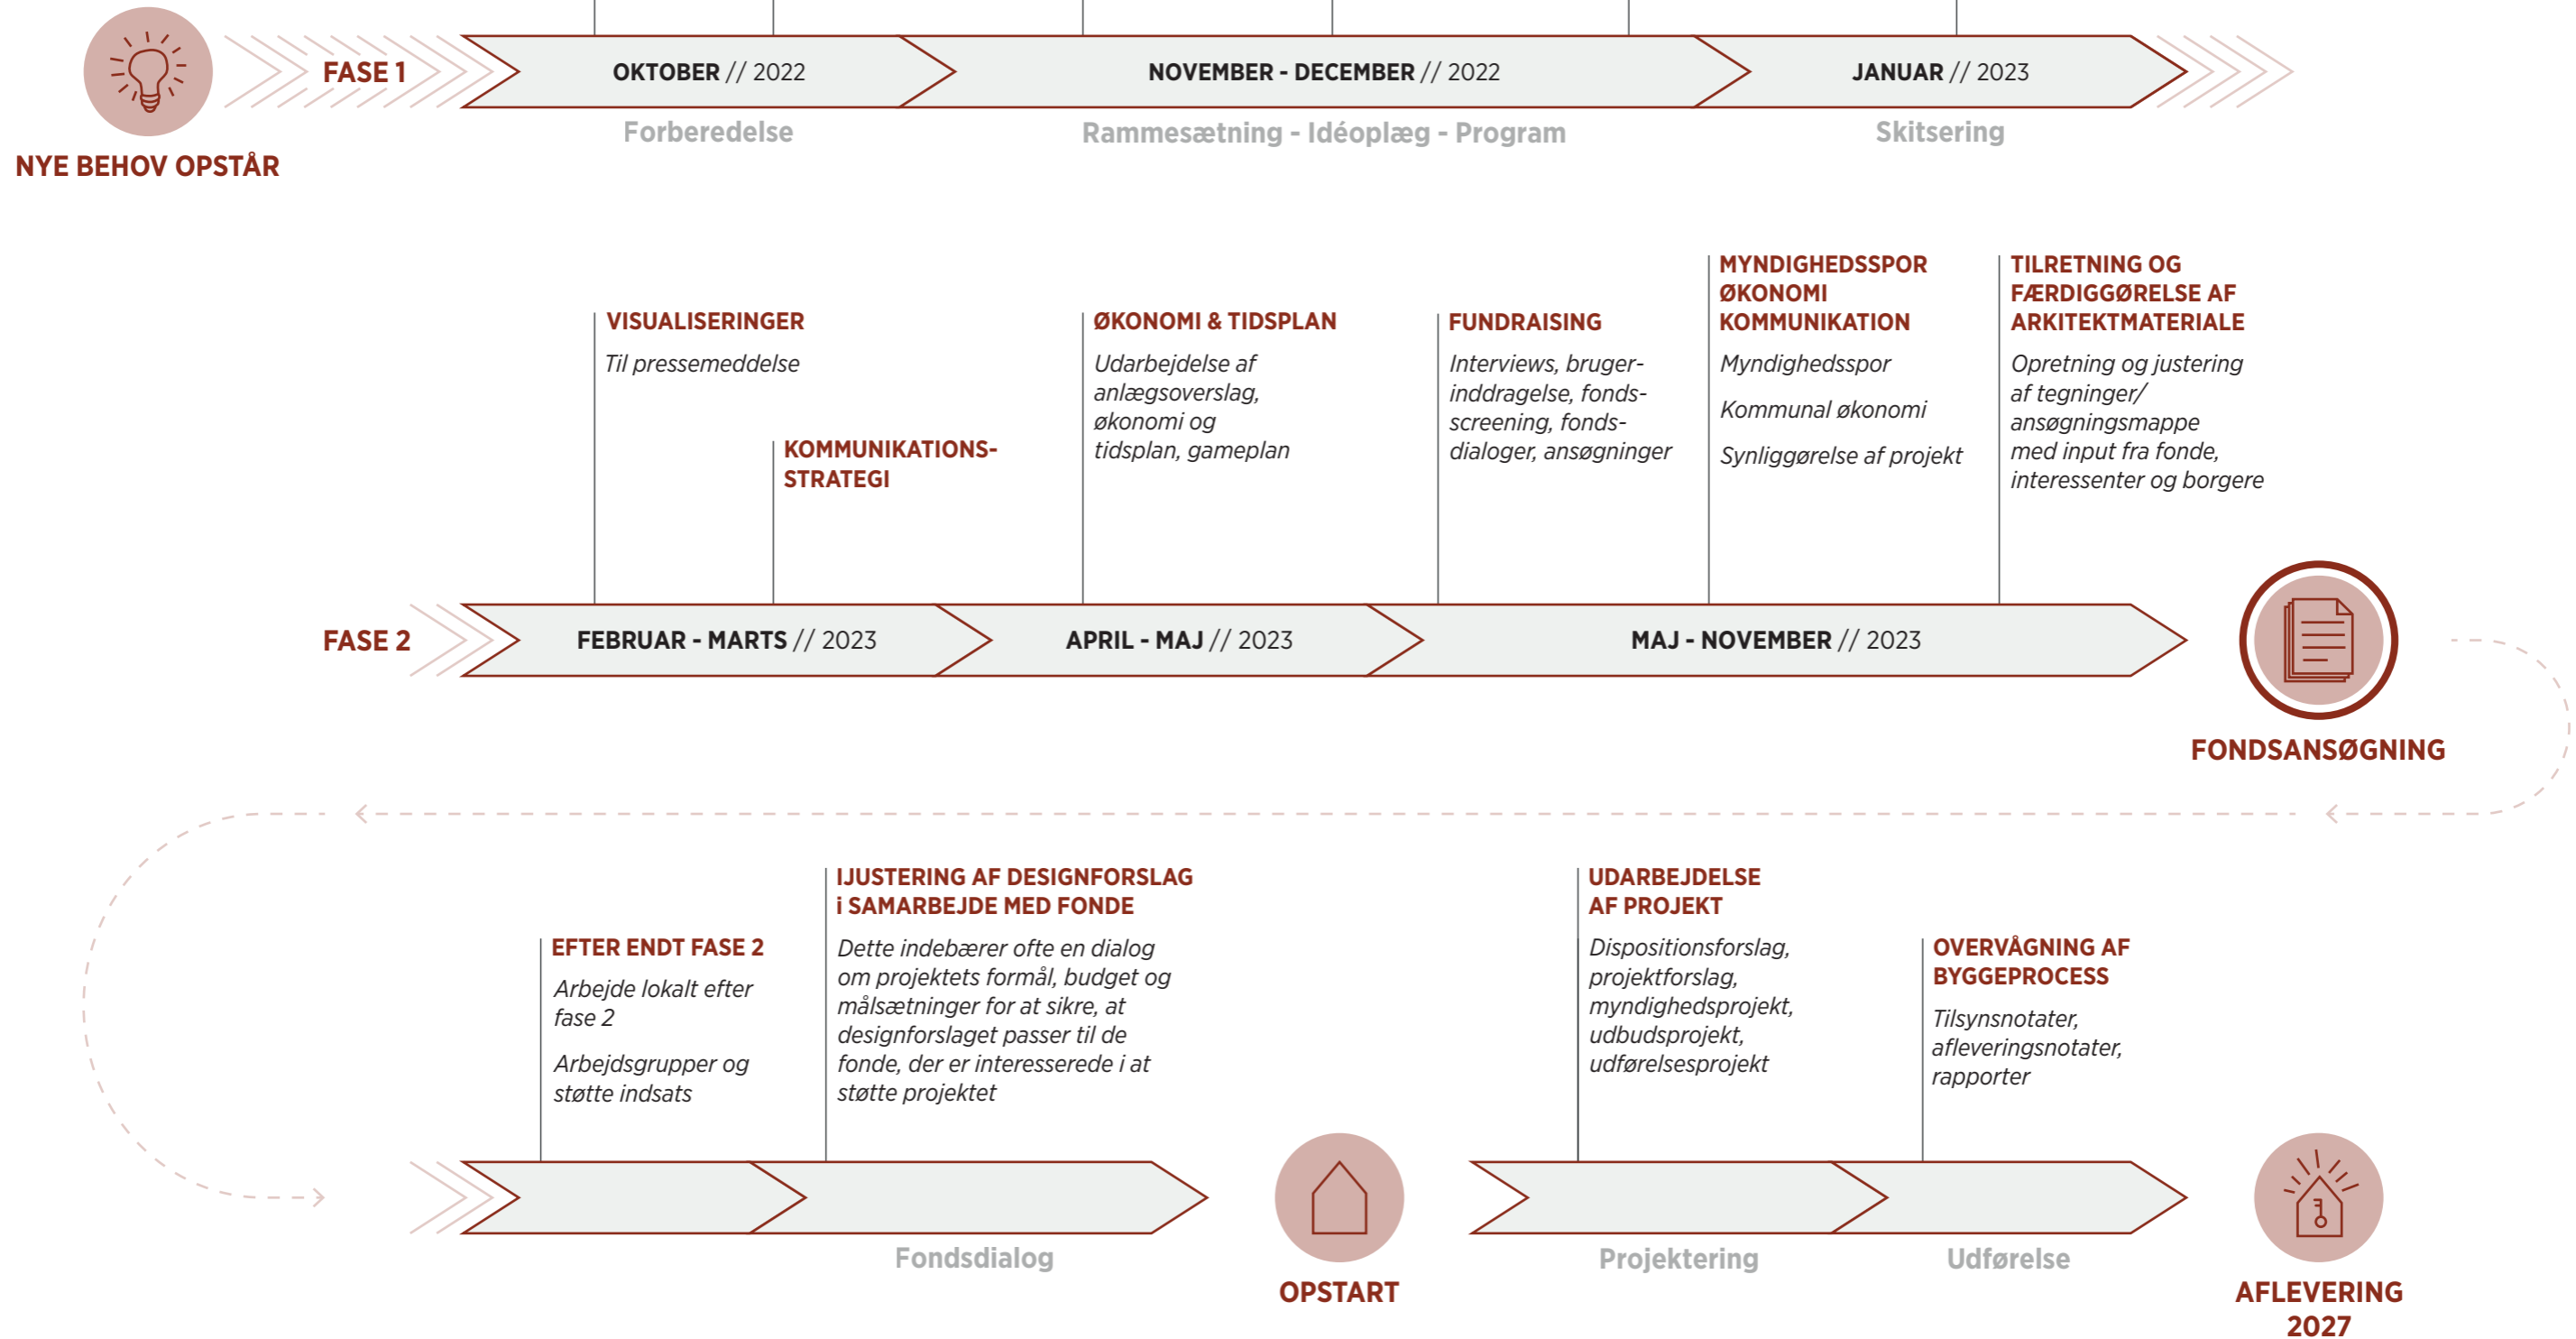 NYE BEHOV OPSTÅR
FASE 1
OKTOBER // 2022
NOVEMBER - DECEMBER // 2022
JANUAR // 2023
Forberedelse
Rammesætning - Idéoplæg - Program
Skitsering
VISUALISERINGER
Til pressemeddelse
KOMMUNIKATIONS-
STRATEGI
ØKONOMI & TIDSPLAN
Udarbejdelse af
anlægsoverslag,
økonomi og
tidsplan, gameplan
FUNDRAISING
Interviews, bruger-
inddragelse, fonds-
screening, fonds-
dialoger, ansøgninger
MYNDIGHEDSSPOR
ØKONOMI
KOMMUNIKATION
Myndighedsspor
Kommunal økonomi
Synliggørelse af projekt
TILRETNING OG
FÆRDIGGØRELSE AF
ARKITEKTMATERIALE
Opretning og justering
af tegninger/
ansøgningsmappe
med input fra fonde,
interessenter og borgere
FASE 2
FEBRUAR - MARTS // 2023
APRIL - MAJ // 2023
MAJ - NOVEMBER // 2023
FONDSANSØGNING
EFTER ENDT FASE 2
Arbejde lokalt efter
fase 2
Arbejdsgrupper og
støtte indsats
IJUSTERING AF DESIGNFORSLAG
i SAMARBEJDE MED FONDE
Dette indebærer ofte en dialog
om projektets formål, budget og
målsætninger for at sikre, at
designforslaget passer til de
fonde, der er interesserede i at
støtte projektet
Fondsdialog
OPSTART
UDARBEJDELSE
AF PROJEKT
Dispositionsforslag,
projektforslag,
myndighedsprojekt,
udbudsprojekt,
udførelsesprojekt
OVERVÅGNING AF
BYGGEPROCESS
Tilsynsnotater,
afleveringsnotater,
rapporter
Projektering
Udførelse
AFLEVERING
2027